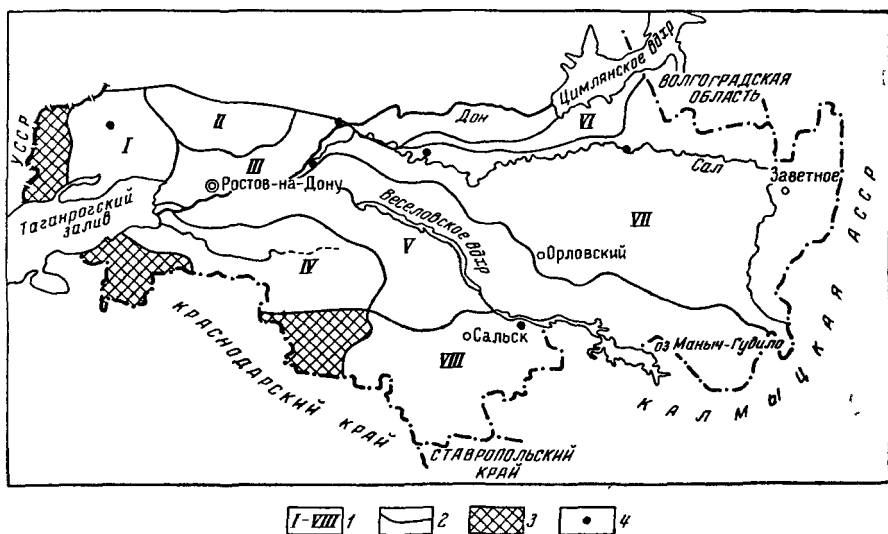 Цимлянское вдхр
ВОЛГОГРАДСКАЯ
ОБЛАСТЬ
УССР
I
II
Дон
VI
III
Ростов-на-Дону
Сал
Заветное
Таганрогский
залив
Веселовское вдхр
VII
IV
V
Орловский
КРАСНОДАРСКИЙ КРАЙ
Сальск
VIII
оз Маныч-Гудило
КАЛМЫЦКАЯ АССР
СТАВРОПОЛЬСКИЙ
КРАЙ
I-VIII 1 2 3 4